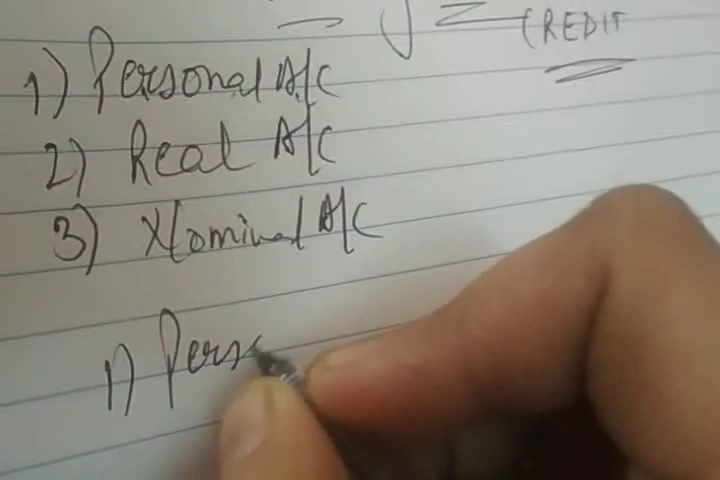 CREDIT
1) Personal A/C
2) Real A/C
3) Nominal A/C
1) Pers